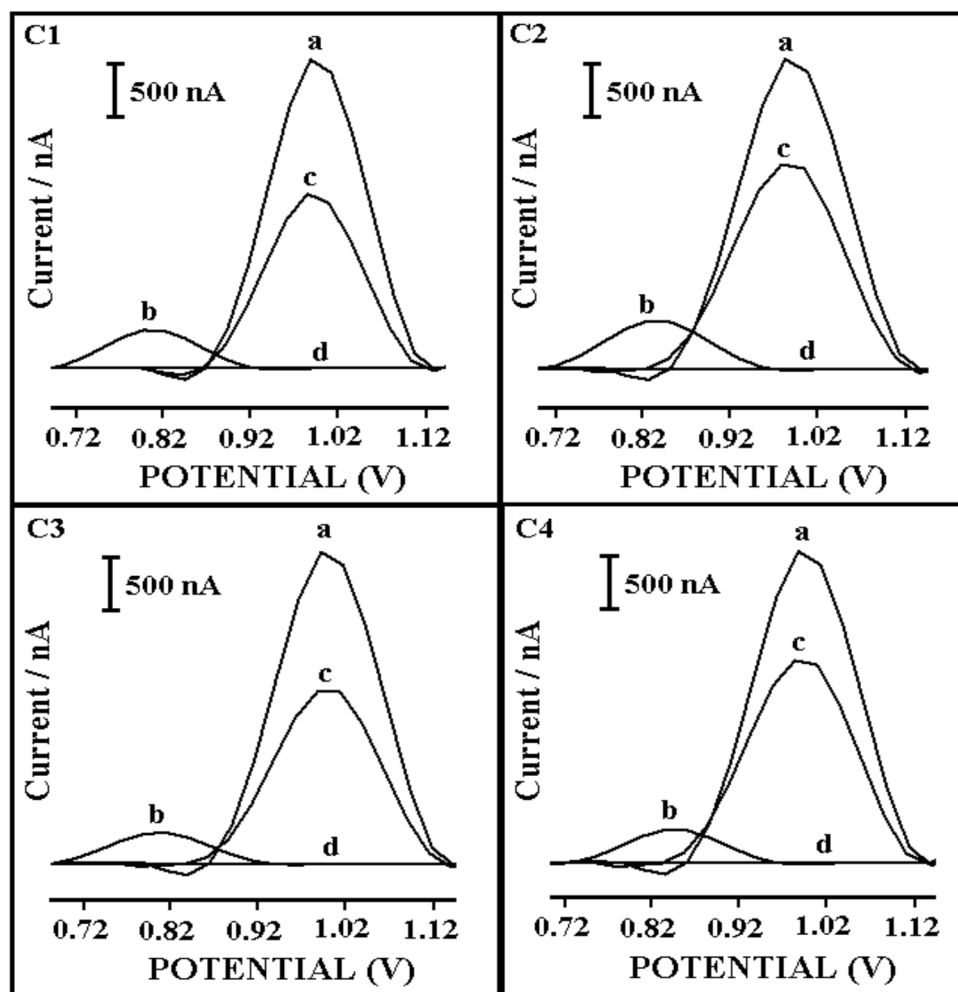 C1
a
500 nA
c
b
d
Current / nA
0.72 0.82 0.92 1.02 1.12
POTENTIAL (V)
C2
a
500 nA
c
b
d
Current / nA
0.72 0.82 0.92 1.02 1.12
POTENTIAL (V)
C3
a
500 nA
c
b
d
Current / nA
0.72 0.82 0.92 1.02 1.12
POTENTIAL (V)
C4
a
500 nA
c
b
d
Current / nA
0.72 0.82 0.92 1.02 1.12
POTENTIAL (V)